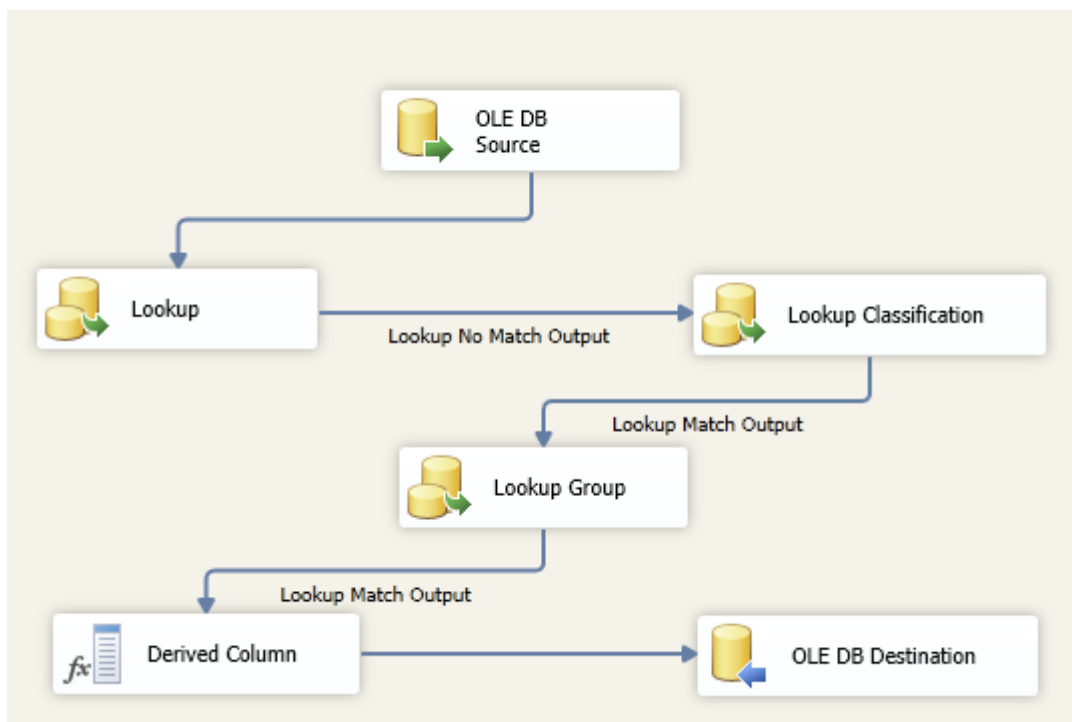 OLE DB
Source
Lookup
Lookup No Match Output
Lookup Classification
Lookup Match Output
Lookup Group
Lookup Match Output
fx
Derived Column
OLE DB Destination